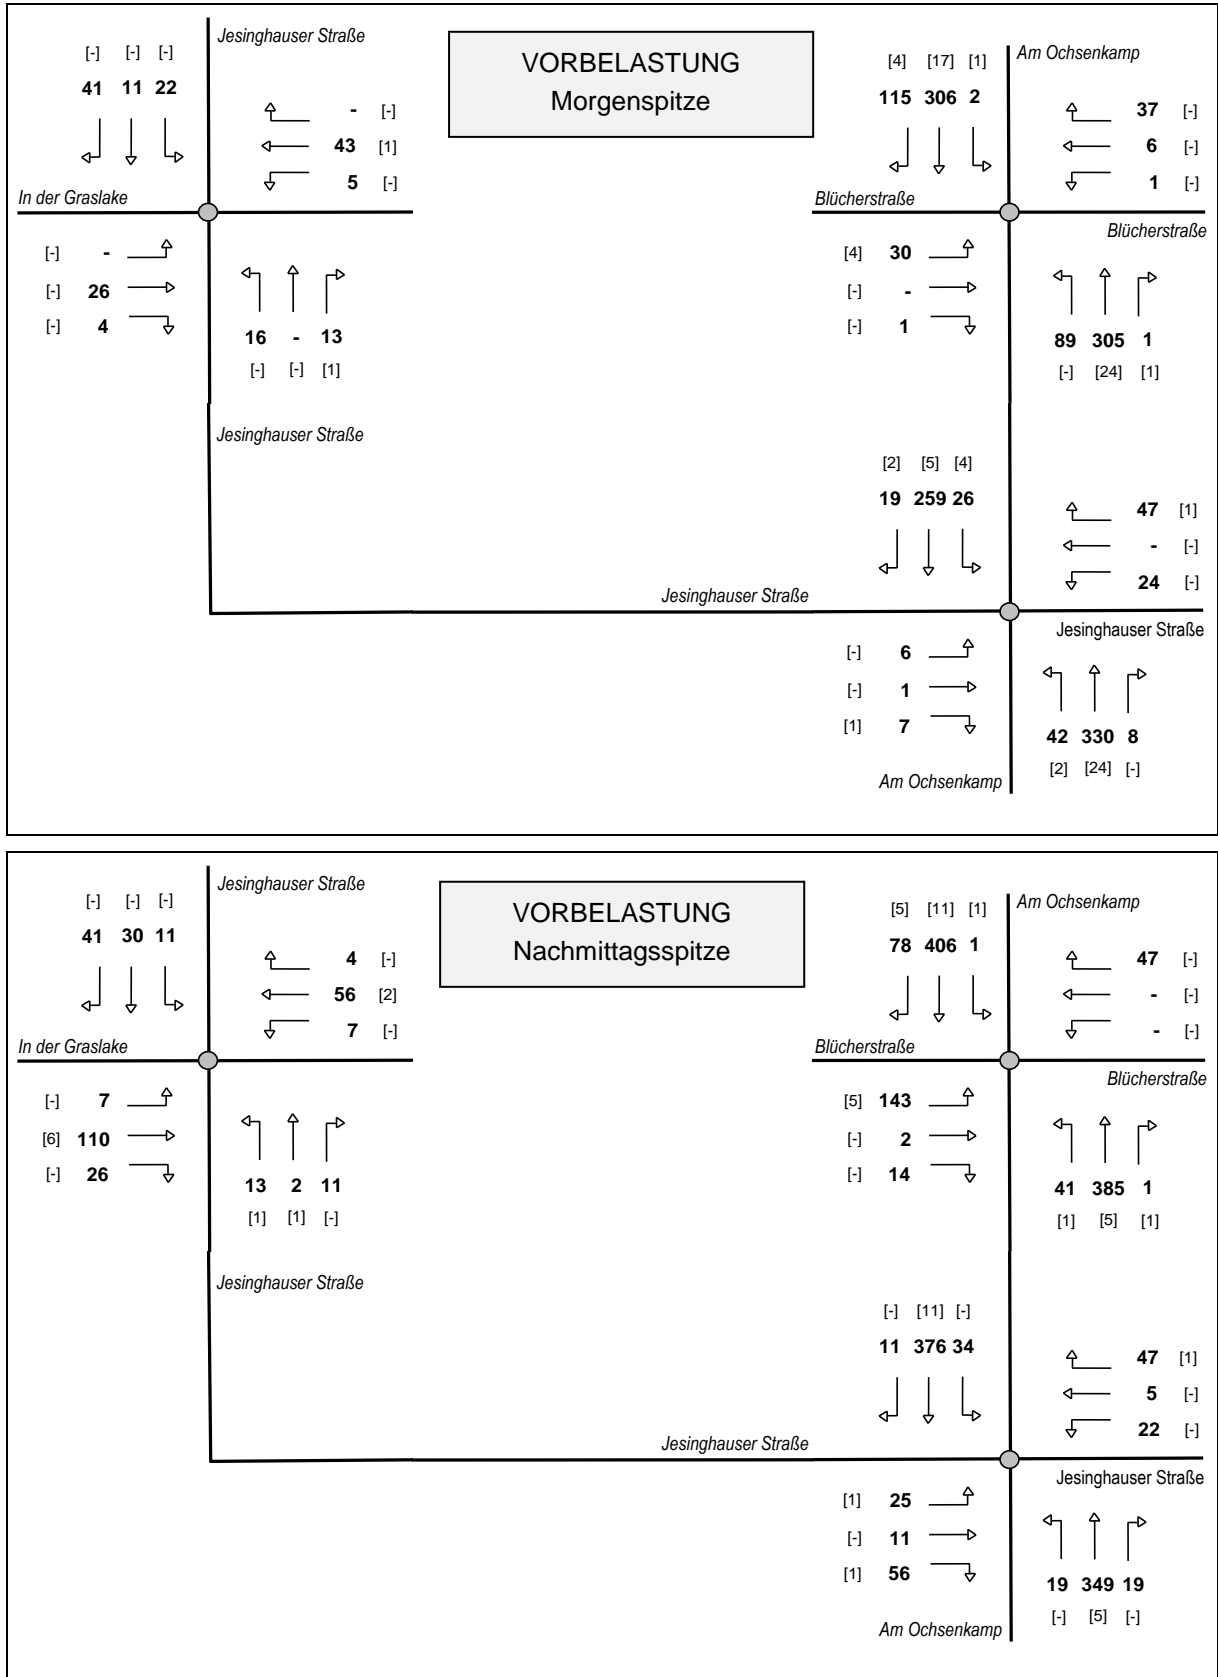 Jesinghauser Straße
[-] [-] [-]
41 11 22
- [-]
43 [1]
5 [-]
In der Graslake
[-] -
[-] 26
[-] 4
16 - 13
[-] [-] [1]
Jesinghauser Straße
VORBELASTUNG
Morgenspitze
Am Ochsenkamp
[4] [17] [1]
115 306 2
37 [-]
6 [-]
1 [-]
Blücherstraße
Blücherstraße
[4] 30
[-] -
[-] 1
89 305 1
[-] [24] [1]
[2] [5] [4]
19 259 26
47 [1]
- [-]
24 [-]
Jesinghauser Straße
Jesinghauser Straße
[-] 6
[-] 1
[1] 7
42 330 8
[2] [24] [-]
Am Ochsenkamp
Jesinghauser Straße
[-] [-] [-]
41 30 11
4 [-]
56 [2]
7 [-]
In der Graslake
[-] 7
[6] 110
[-] 26
13 2 11
[1] [1] [-]
Jesinghauser Straße
VORBELASTUNG
Nachmittagsspitze
Am Ochsenkamp
[5] [11] [1]
78 406 1
47 [-]
- [-]
- [-]
Blücherstraße
Blücherstraße
[5] 143
[-] 2
[-] 14
41 385 1
[1] [5] [1]
[-] [11] [-]
11 376 34
47 [1]
5 [-]
22 [-]
Jesinghauser Straße
Jesinghauser Straße
[1] 25
[-] 11
[1] 56
19 349 19
[-] [5] [-]
Am Ochsenkamp